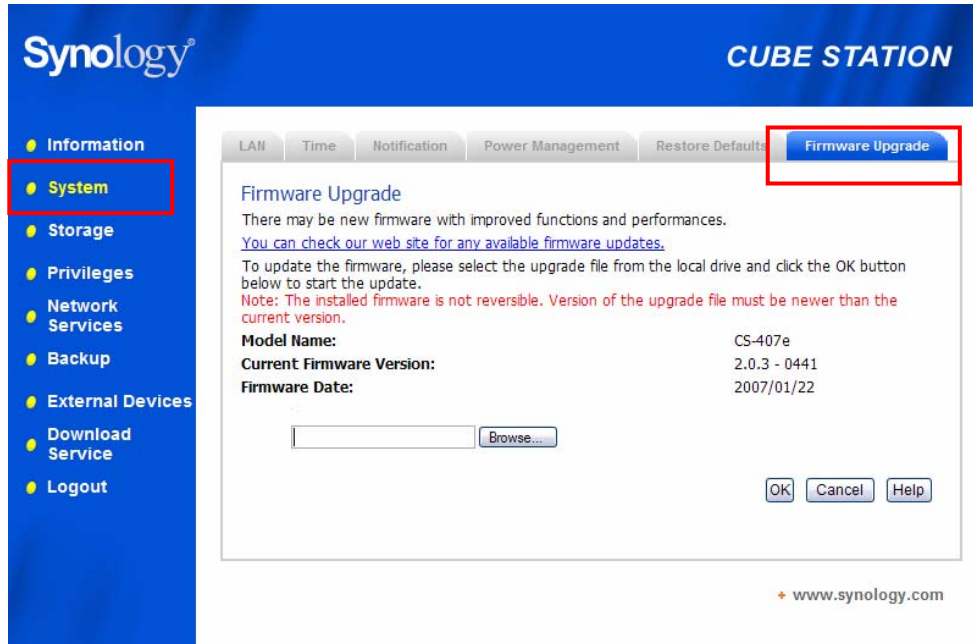 Synology®
CUBE STATION
Information
System
Storage
Privileges
Network
Services
Backup
External Devices
Download
Service
Logout
LAN Time Notification Power Management Restore Defaults Firmware Upgrade
Firmware Upgrade
There may be new firmware with improved functions and performances.
You can check our web site for any available firmware updates.
To update the firmware, please select the upgrade file from the local drive and click the OK button
below to start the update.
Note: The installed firmware is not reversible. Version of the upgrade file must be newer than the
current version.
Model Name: CS-407e
Current Firmware Version: 2.0.3 - 0441
Firmware Date: 2007/01/22
Browse...
OK Cancel Help
www.synology.com